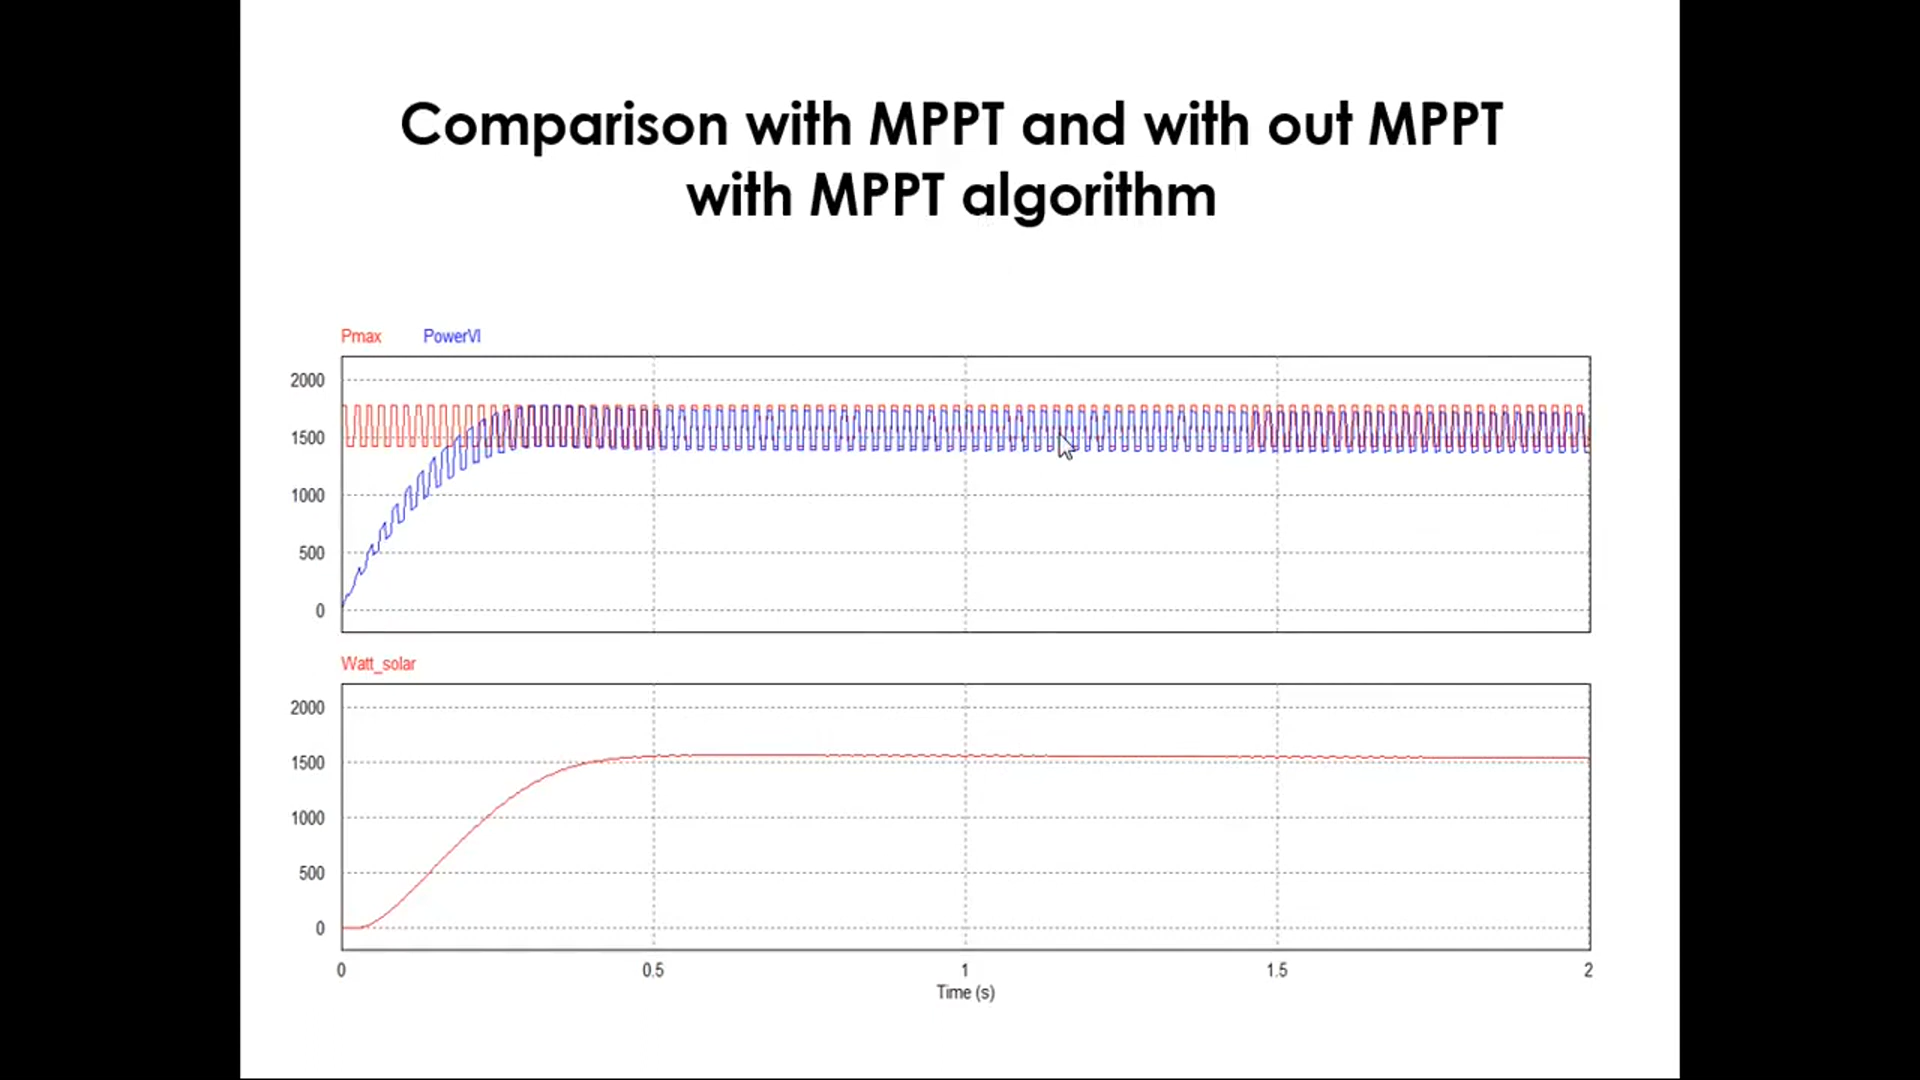 Comparison with MPPT and with out MPPT
with MPPT algorithm
Pmax PowerVI
2000
1500
1000
500
0
Watt_solar
2000
1500
1000
500
0
0 0.5 1 1.5 2
Time (s)